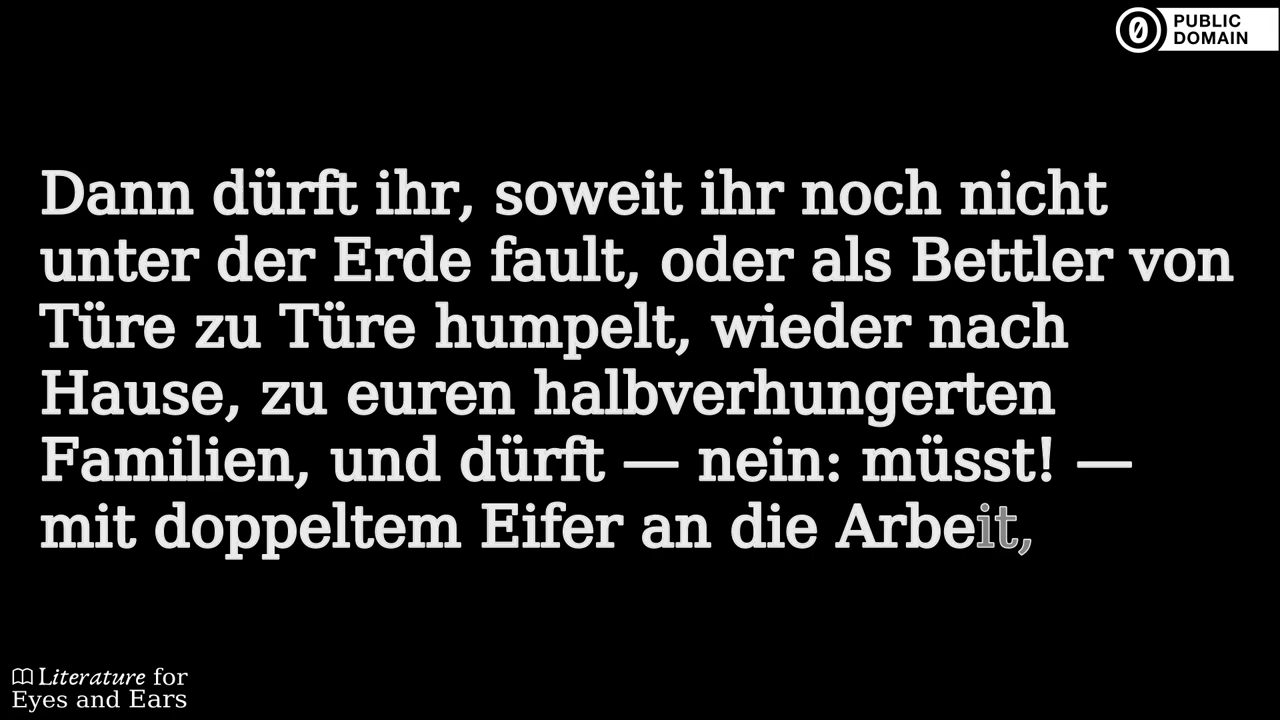 PUBLIC
DOMAIN
Dann dürft ihr, soweit ihr noch nicht
unter der Erde fault, oder als Bettler von
Türe zu Türe humpelt, wieder nach
Hause, zu euren halbverhungerten
Familien, und dürft — nein: müsst! —
mit doppeltem Eifer an die Arbeit,
Literature for
Eyes and Ears